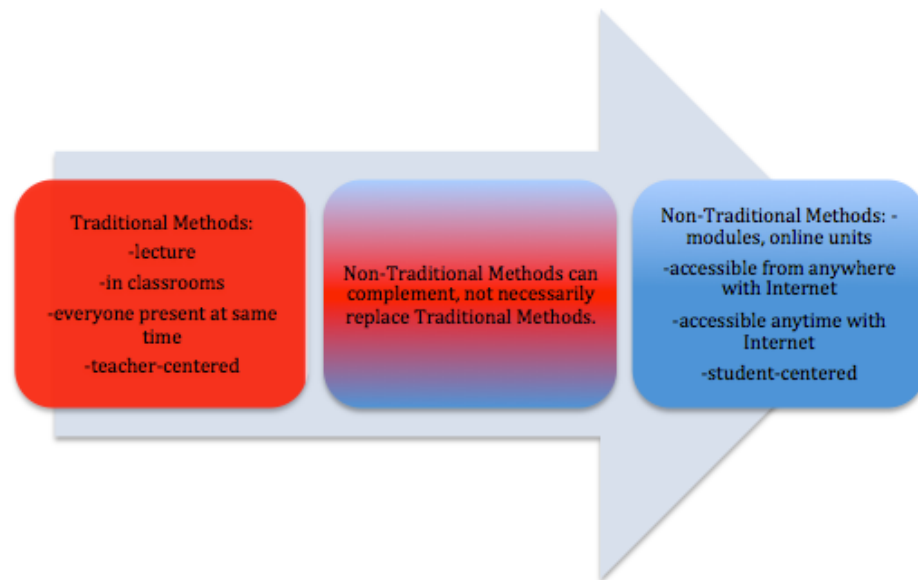 Traditional Methods:
-lecture
-in classrooms
-everyone present at same
time
-teacher-centered
Non-Traditional Methods can
complement, not necessarily
replace Traditional Methods.
Non-Traditional Methods: -
modules, online units
-accessible from anywhere
with Internet
-accessible anytime with
Internet
-student-centered